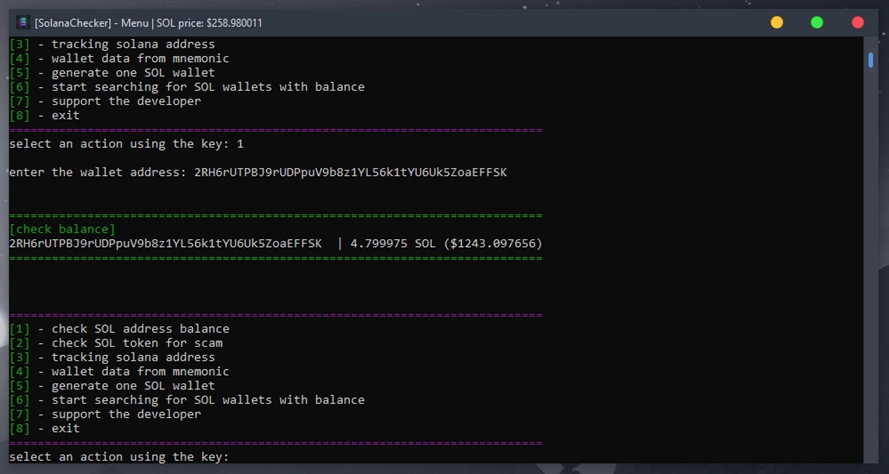 [SolanaChecker] - Menu | SOL price: $258.980011
[3] - tracking solana address
[4] - wallet data from mnemonic
[5] - generate one SOL wallet
[6] - start searching for SOL wallets with balance
[7] - support the developer
[8] - exit
===========================================================================
select an action using the key: 1
enter the wallet address: 2RH6rUTPBJ9rUDPpuV9b8z1YL56k1tYU6Uk5ZoaEFFSK
===========================================================================
[check balance]
2RH6rUTPBJ9rUDPpuV9b8z1YL56k1tYU6Uk5ZoaEFFSK  | 4.799975 SOL ($1243.097656)
===========================================================================
===========================================================================
[1] - check SOL address balance
[2] - check SOL token for scam
[3] - tracking solana address
[4] - wallet data from mnemonic
[5] - generate one SOL wallet
[6] - start searching for SOL wallets with balance
[7] - support the developer
[8] - exit
===========================================================================
select an action using the key: